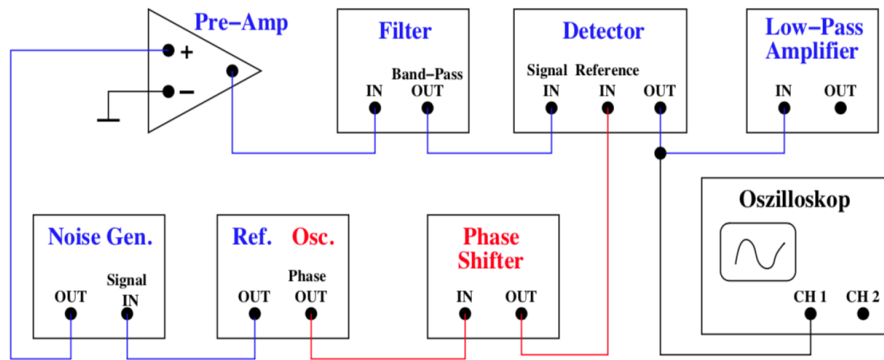 Pre-Amp
+
-
Filter
Band-Pass
IN OUT
Detector
Signal Reference
IN IN OUT
Low-Pass
Amplifier
IN OUT
Noise Gen.
Signal
OUT IN
Ref. Osc.
Phase
OUT OUT
Phase
Shifter
IN OUT
Oszilloskop
CH 1 CH 2